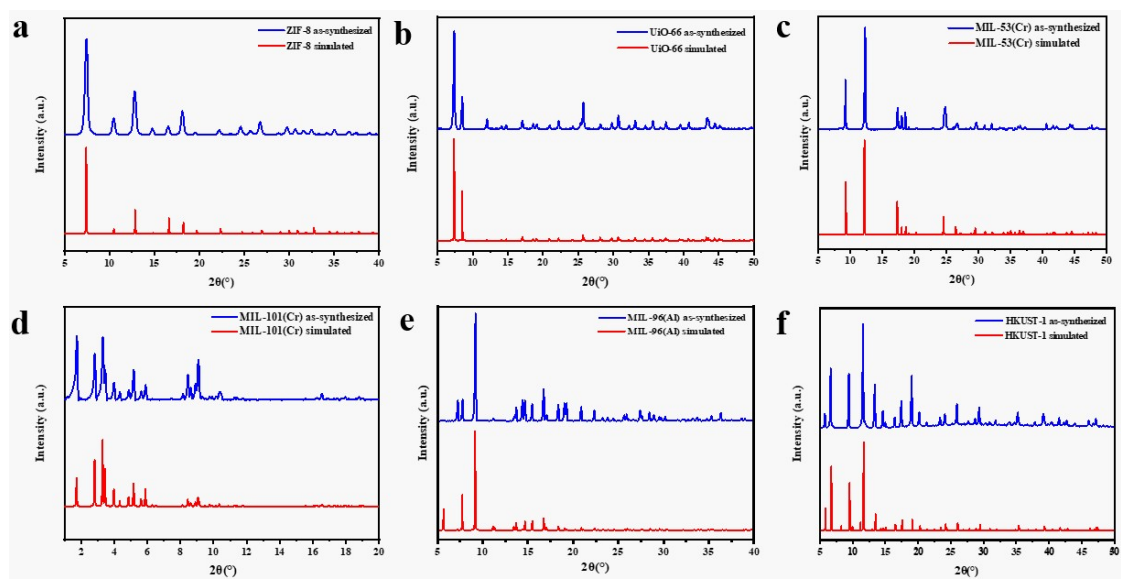 a
ZIF-8 as-synthesized
ZIF-8 simulated
Intensity (a.u.)
5 10 15 20 25 30 35 40
2θ(°)
b
UiO-66 as-synthesized
UiO-66 simulated
Intensity (a.u.)
5 10 15 20 25 30 35 40 45 50
2θ(°)
c
MIL-53(Cr) as-synthesized
MIL-53(Cr) simulated
Intensity (a.u.)
5 10 15 20 25 30 35 40 45 50
2θ(°)
d
MIL-101(Cr) as-synthesized
MIL-101(Cr) simulated
Intensity (a.u.)
2 4 6 8 10 12 14 16 18 20
2θ(°)
e
MIL-96(Al) as-synthesized
MIL-96(Al) simulated
Intensity (a.u.)
5 10 15 20 25 30 35 40
2θ(°)
f
HKUST-1 as-synthesized
HKUST-1 simulated
Intensity (a.u.)
5 10 15 20 25 30 35 40 45 50
2θ(°)